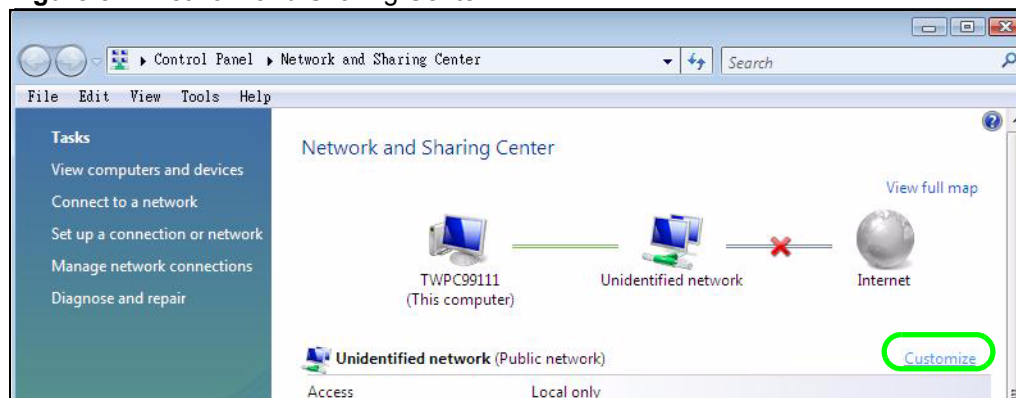 Control Panel ▸ Network and Sharing Center
Search
File Edit View Tools Help
Tasks
View computers and devices
Connect to a network
Set up a connection or network
Manage network connections
Diagnose and repair
Network and Sharing Center
View full map
TWPC99111
(This computer)
Unidentified network
Internet
Unidentified network (Public network)
Customize
Access Local only